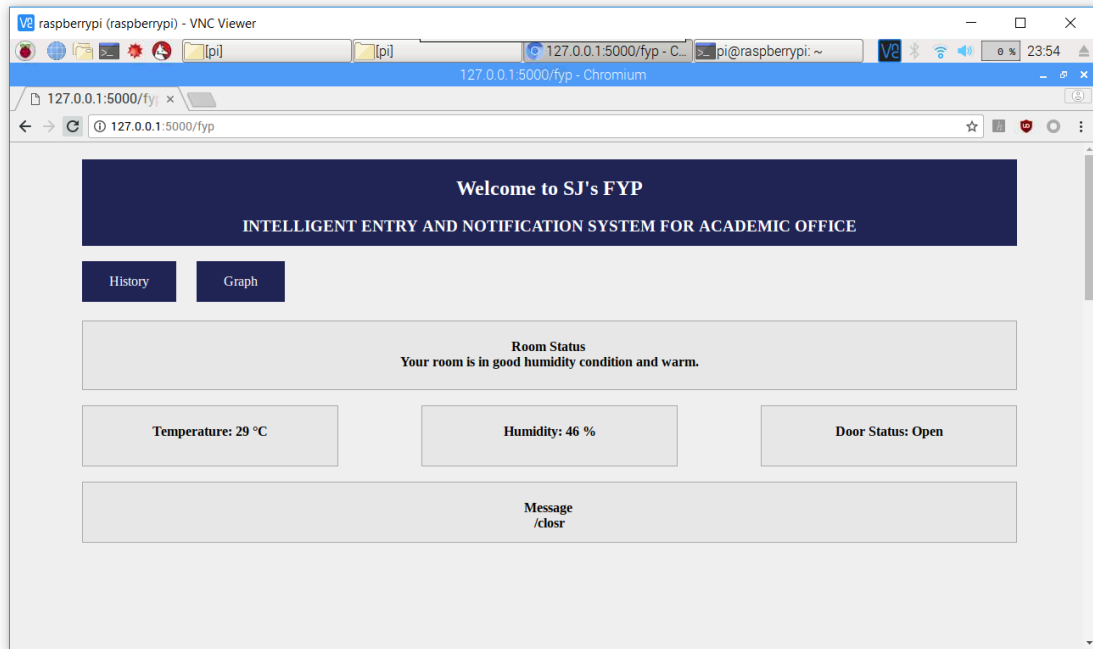 raspberrypi (raspberrypi) - VNC Viewer
[pi]
[pi]
127.0.0.1:5000/fyp - C...
pi@raspberrypi: ~
0 %
23:54
127.0.0.1:5000/fyp - Chromium
127.0.0.1:5000/fyp
127.0.0.1:5000/fyp
Welcome to SJ's FYP
INTELLIGENT ENTRY AND NOTIFICATION SYSTEM FOR ACADEMIC OFFICE
History
Graph
Room Status
Your room is in good humidity condition and warm.
Temperature: 29 °C
Humidity: 46 %
Door Status: Open
Message
/closr